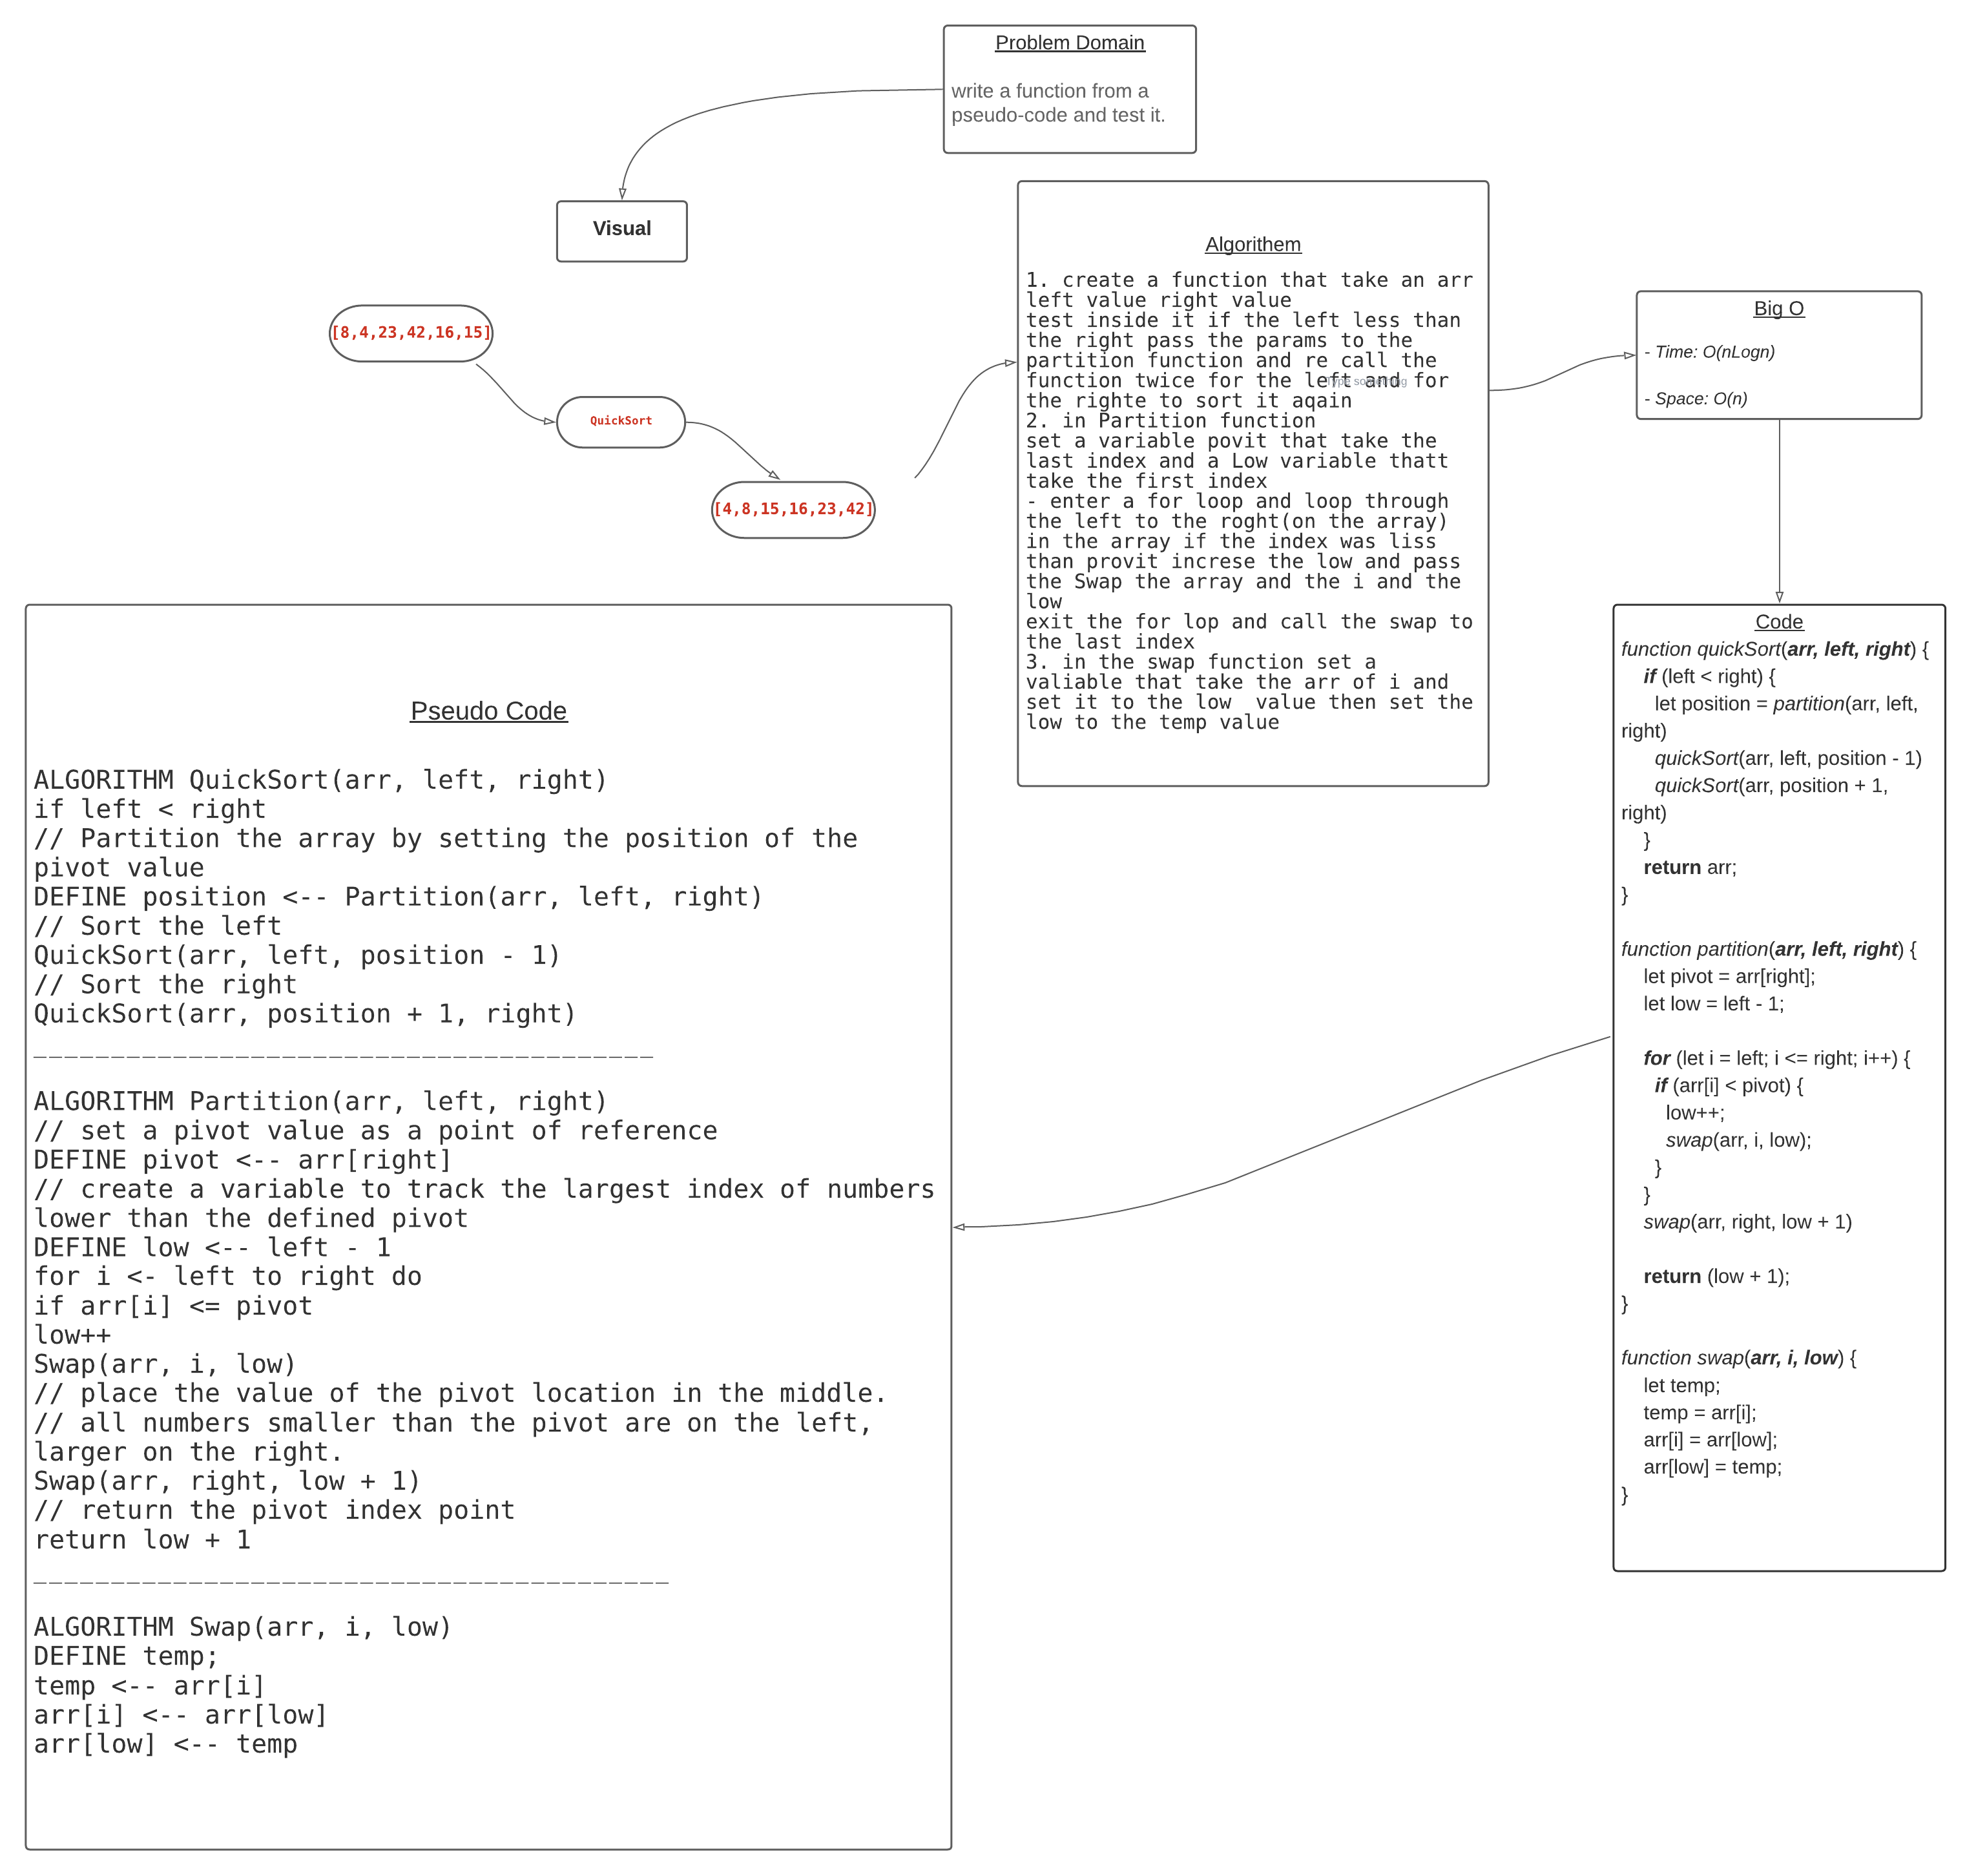 Problem Domain
write a function from a
pseudo-code and test it.
Visual
[8,4,23,42,16,15]
QuickSort
[4,8,15,16,23,42]
Algorithem
1. create a function that take an arr
left value right value
test inside it if the left less than
the right pass the params to the
partition function and re call the
function twice for the left and for
Type something
the righte to sort it aqain
2. in Partition function
set a variable povit that take the
last index and a Low variable thatt
take the first index
- enter a for loop and loop through
the left to the roght(on the array)
in the array if the index was liss
than provit increse the low and pass
the Swap the array and the i and the
low
exit the for lop and call the swap to
the last index
3. in the swap function set a
valiable that take the arr of i and
set it to the low  value then set the
low to the temp value
Big O
- Time: O(nLogn)
- Space: O(n)
Code
function quickSort(arr, left, right) {
if (left < right) {
let position = partition(arr, left,
right)
quickSort(arr, left, position - 1)
quickSort(arr, position + 1,
right)
}
return arr;
}
function partition(arr, left, right) {
let pivot = arr[right];
let low = left - 1;
for (let i = left; i <= right; i++) {
if (arr[i] < pivot) {
low++;
swap(arr, i, low);
}
}
swap(arr, right, low + 1)
return (low + 1);
}
function swap(arr, i, low) {
let temp;
temp = arr[i];
arr[i] = arr[low];
arr[low] = temp;
}
Pseudo Code
ALGORITHM QuickSort(arr, left, right)
if left < right
// Partition the array by setting the position of the
pivot value
DEFINE position <-- Partition(arr, left, right)
// Sort the left
QuickSort(arr, left, position - 1)
// Sort the right
QuickSort(arr, position + 1, right)
________________________________________
ALGORITHM Partition(arr, left, right)
// set a pivot value as a point of reference
DEFINE pivot <-- arr[right]
// create a variable to track the largest index of numbers
lower than the defined pivot
DEFINE low <-- left - 1
for i <- left to right do
if arr[i] <= pivot
low++
Swap(arr, i, low)
// place the value of the pivot location in the middle.
// all numbers smaller than the pivot are on the left,
larger on the right.
Swap(arr, right, low + 1)
// return the pivot index point
return low + 1
_________________________________________
ALGORITHM Swap(arr, i, low)
DEFINE temp;
temp <-- arr[i]
arr[i] <-- arr[low]
arr[low] <-- temp